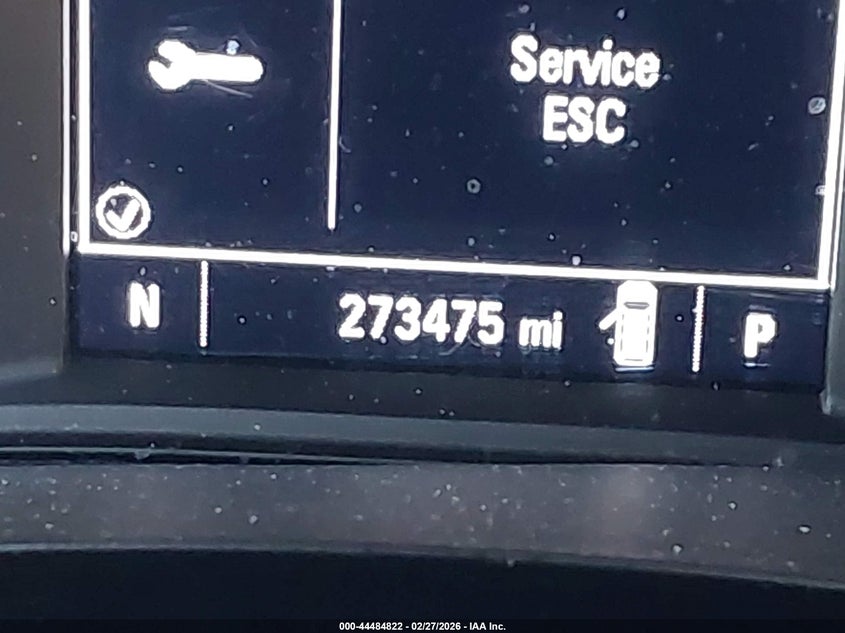 Service
ESC
N 273475 mi P
000-44484822 - 02/27/2026 - IAA Inc.